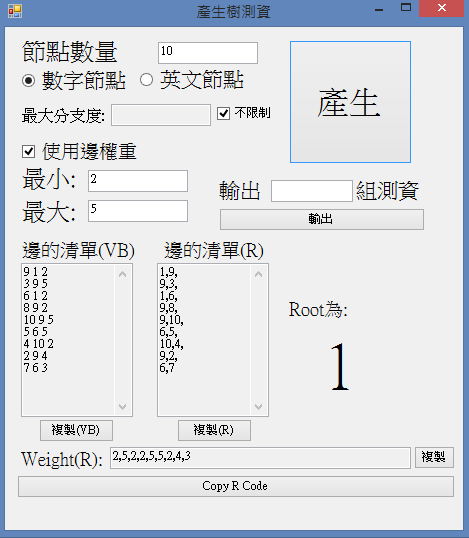 產生樹測資
節點數量 10
數字節點 英文節點
最大分支度: 不限制
使用邊權重
最小: 2
最大: 5
產生
輸出 組測資
輸出
邊的清單(VB)
9 1 2
3 9 5
6 1 2
8 9 2
10 9 5
5 6 5
4 10 2
2 9 4
7 6 3
複製(VB)
邊的清單(R)
1,9,
9,3,
1,6,
9,8,
9,10,
6,5,
10,4,
9,2,
6,7
複製(R)
Root為:
1
Weight(R): 2,5,2,2,5,5,2,4,3 複製
Copy R Code